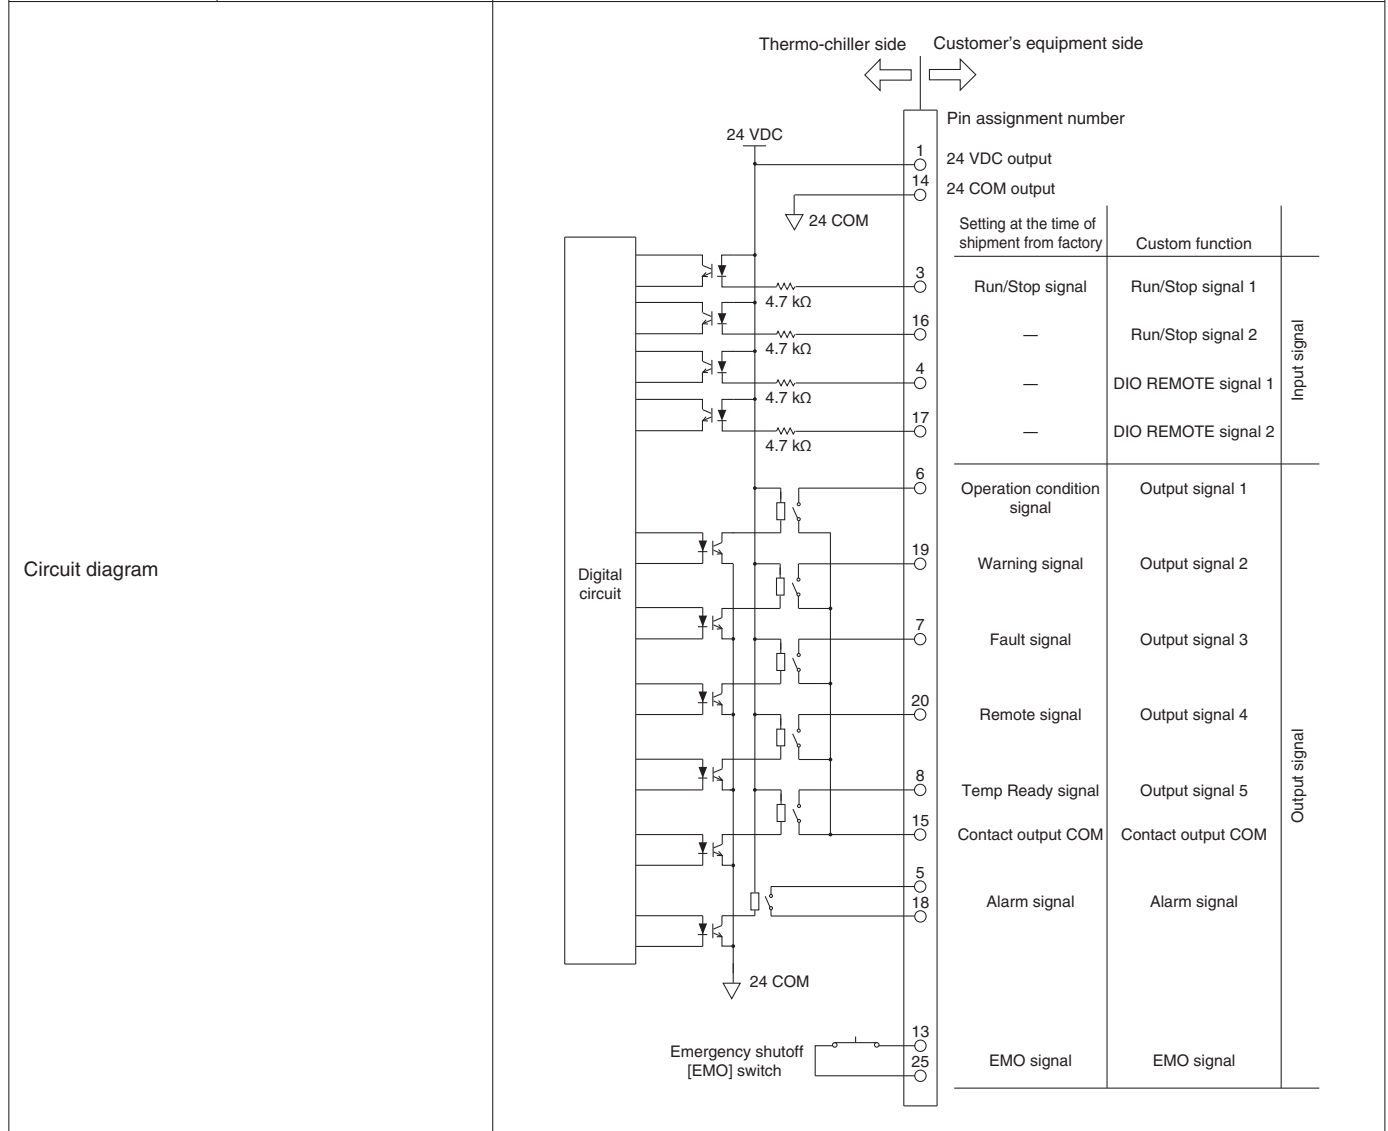 Thermo-chiller side
Customer's equipment side
Pin assignment number
24 VDC
1
24 VDC output
14
24 COM output
24 COM
Setting at the time of
shipment from factory
Custom function
3
Run/Stop signal
Run/Stop signal 1
4.7 kΩ
16
—
Run/Stop signal 2
4.7 kΩ
4
—
DIO REMOTE signal 1
4.7 kΩ
17
—
DIO REMOTE signal 2
4.7 kΩ
Input signal
6
Operation condition
signal
Output signal 1
Circuit diagram
Digital
circuit
19
Warning signal
Output signal 2
7
Fault signal
Output signal 3
20
Remote signal
Output signal 4
8
Temp Ready signal
Output signal 5
15
Contact output COM
Contact output COM
Output signal
5
18
Alarm signal
Alarm signal
24 COM
Emergency shutoff
[EMO] switch
13
25
EMO signal
EMO signal